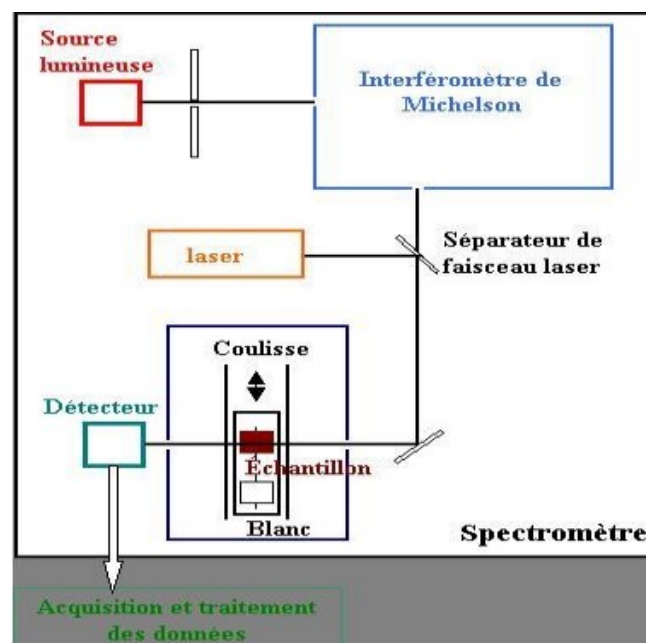 Source
lumineuse
Interféromètre de
Michelson
laser
Séparateur de
faisceau laser
Coulisse
Détecteur
Echantillon
Blanc
Spectromètre
Acquisition et traitement
des données